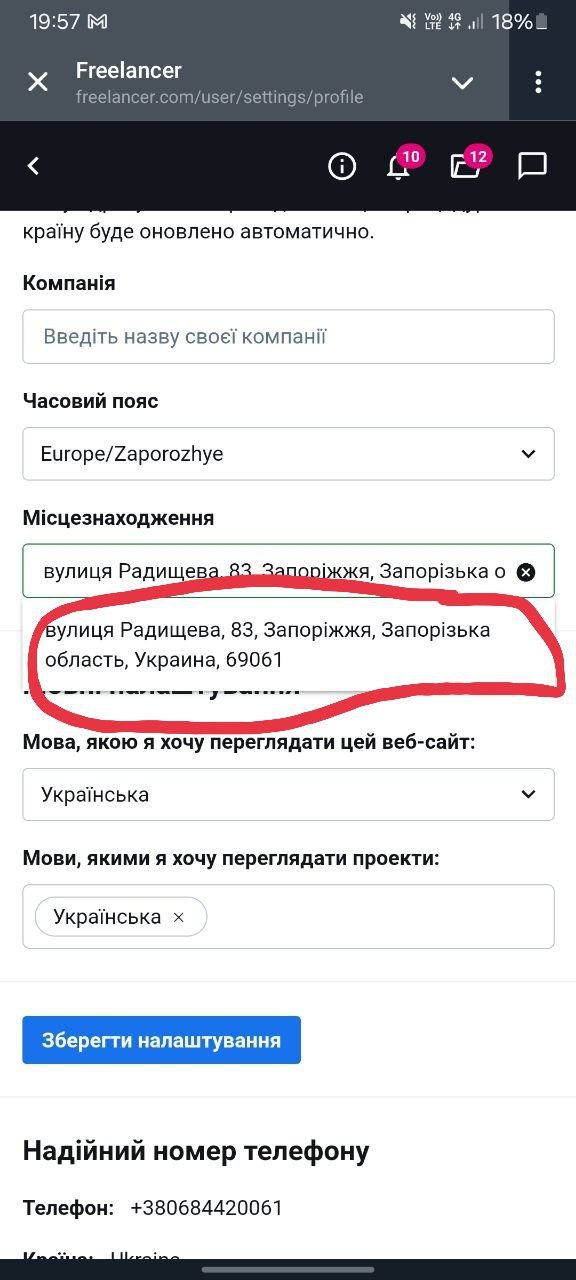 19:57
Vo) 4G
LTE
18%
Freelancer
freelancer.com/user/settings/profile
10
12
країну буде оновлено автоматично.
Компанія
Введіть назву своєї компанії
Часовий пояс
Europe/Zaporozhye
Місцезнаходження
вулиця Радищева, 83, Запоріжжя, Запорізька о
вулиця Радищева, 83, Запоріжжя, Запорізька
область, Украина, 69061
налаштування
Мова, якою я хочу переглядати цей веб-сайт:
Українська
Мови, якими я хочу переглядати проекти:
Українська ×
Зберегти налаштування
Надійний номер телефону
Телефон: +380684420061
Країна: Ukraine